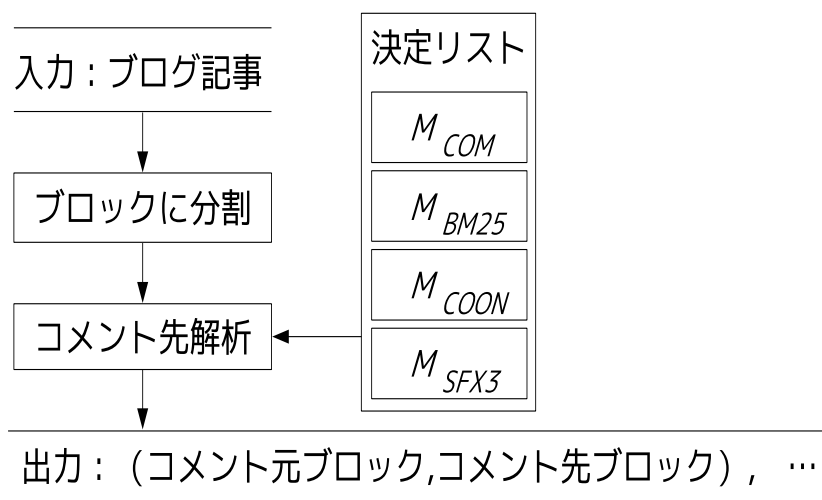 入力：ブログ記事
ブロックに分割
コメント先解析
決定リスト
M COM
M BM25
M COON
M SFX3
出力：（コメント元ブロック,コメント先ブロック），…